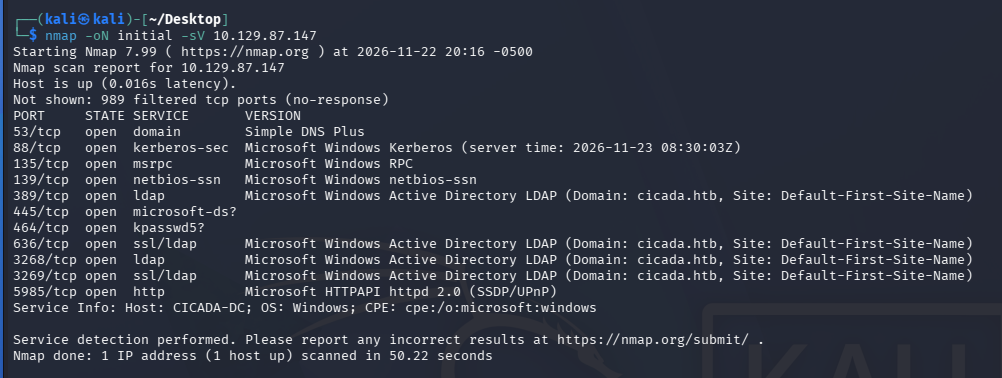 ┌──(kali㉿kali)-[~/Desktop]
└─$ nmap -oN initial -sV 10.129.87.147
Starting Nmap 7.99 ( https://nmap.org ) at 2026-11-22 20:16 -0500
Nmap scan report for 10.129.87.147
Host is up (0.016s latency).
Not shown: 989 filtered tcp ports (no-response)
PORT     STATE SERVICE       VERSION
53/tcp   open  domain        Simple DNS Plus
88/tcp   open  kerberos-sec  Microsoft Windows Kerberos (server time: 2026-11-23 08:30:03Z)
135/tcp  open  msrpc         Microsoft Windows RPC
139/tcp  open  netbios-ssn   Microsoft Windows netbios-ssn
389/tcp  open  ldap          Microsoft Windows Active Directory LDAP (Domain: cicada.htb, Site: Default-First-Site-Name)
445/tcp  open  microsoft-ds?
464/tcp  open  kpasswd5?
636/tcp  open  ssl/ldap      Microsoft Windows Active Directory LDAP (Domain: cicada.htb, Site: Default-First-Site-Name)
3268/tcp open  ldap          Microsoft Windows Active Directory LDAP (Domain: cicada.htb, Site: Default-First-Site-Name)
3269/tcp open  ssl/ldap      Microsoft Windows Active Directory LDAP (Domain: cicada.htb, Site: Default-First-Site-Name)
5985/tcp open  http          Microsoft HTTPAPI httpd 2.0 (SSDP/UPnP)
Service Info: Host: CICADA-DC; OS: Windows; CPE: cpe:/o:microsoft:windows

Service detection performed. Please report any incorrect results at https://nmap.org/submit/ .
Nmap done: 1 IP address (1 host up) scanned in 50.22 seconds
KALI